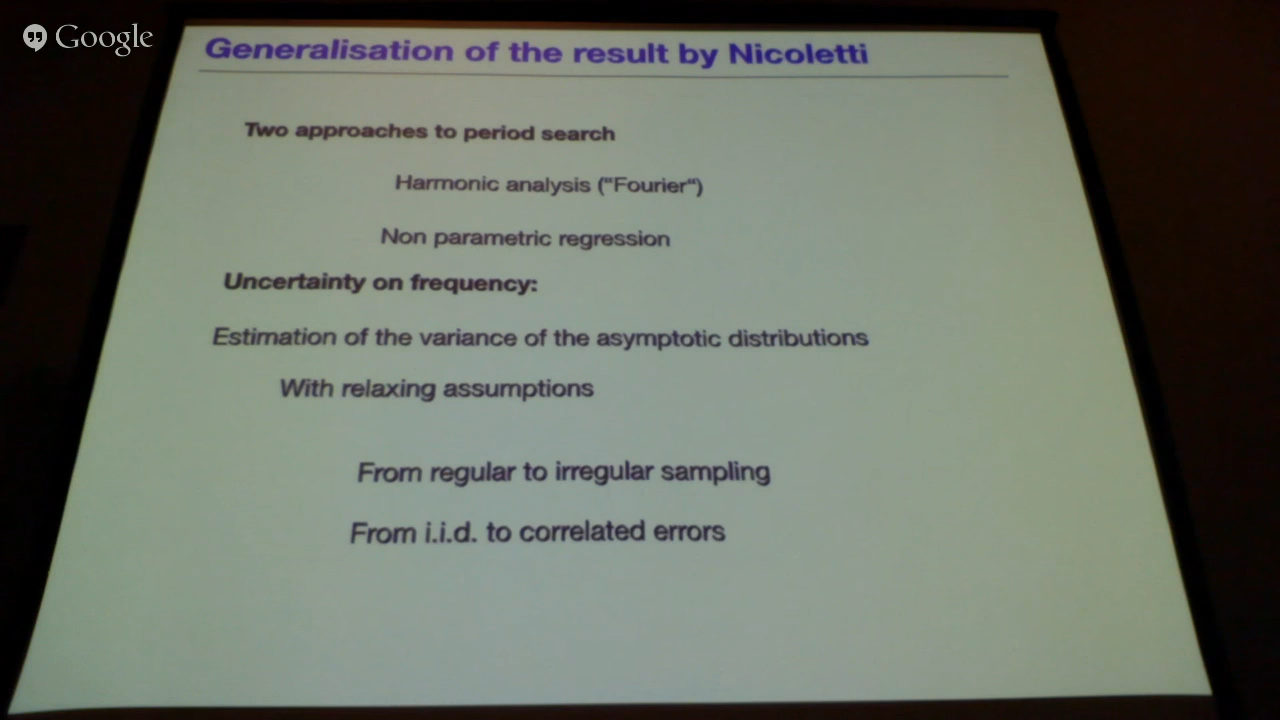 Google
Generalisation of the result by Nicoletti
Two approaches to period search
Harmonic analysis ("Fourier“)
Non parametric regression
Uncertainty on frequency:
Estimation of the variance of the asymptotic distributions
With relaxing assumptions
From regular to irregular sampling
From i.i.d. to correlated errors